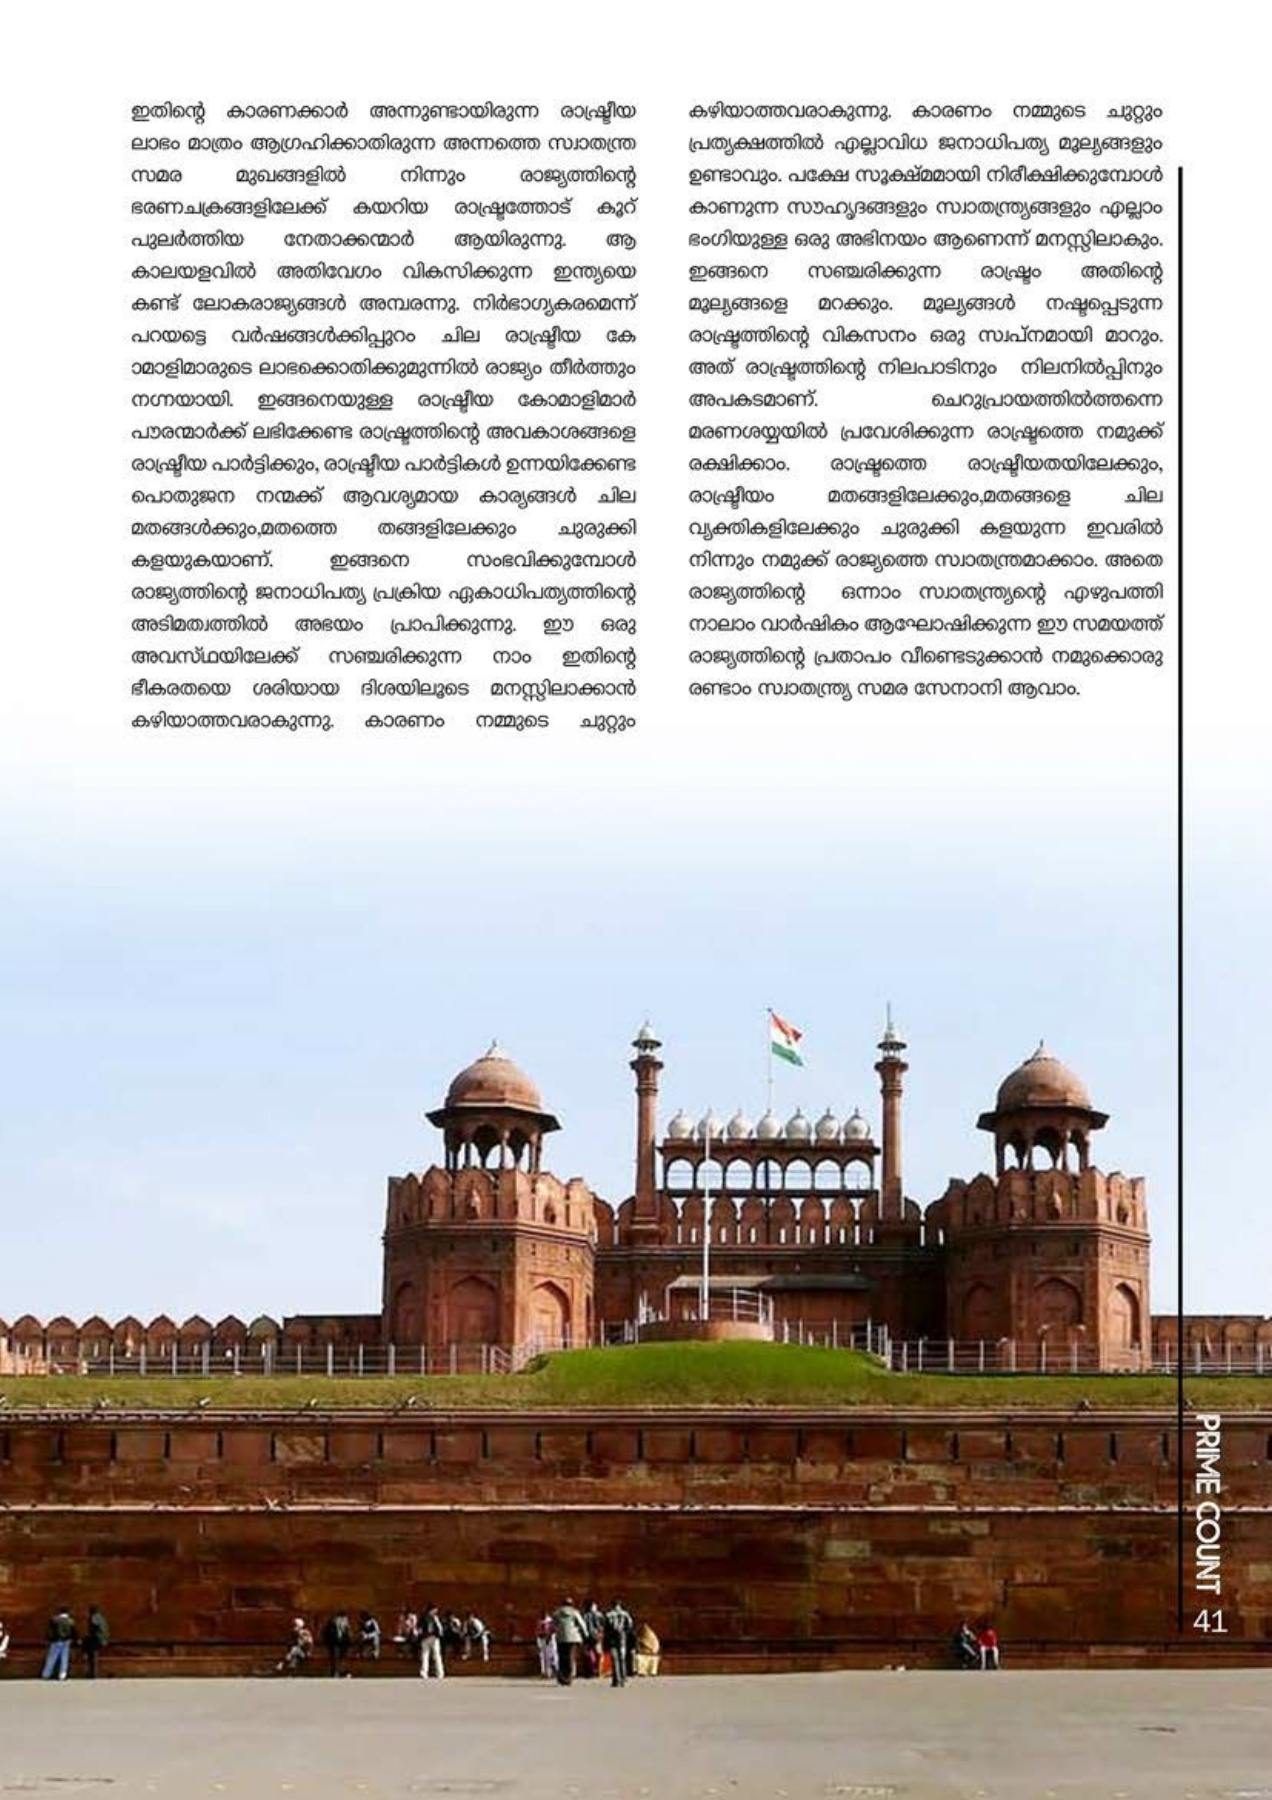 ഇതിന്റെ കാരണക്കാർ അന്നുണ്ടായിരുന്ന രാഷ്ട്രീയ
ലാഭം മാത്രം ആഗ്രഹിക്കാതിരുന്ന അന്നത്തെ സ്വാതന്ത്ര
സമര മുഖങ്ങളിൽ നിന്നും രാജ്യത്തിന്റെ
ഭരണചക്രങ്ങളിലേക്ക് കയറിയ രാഷ്ട്രത്തോട് കൂറ്
പുലർത്തിയ നേതാക്കന്മാർ ആയിരുന്നു. ആ
കാലയളവിൽ അതിവേഗം വികസിക്കുന്ന ഇന്ത്യയെ
കണ്ട് ലോകരാജ്യങ്ങൾ അമ്പരന്നു. നിർഭാഗ്യകരമെന്ന്
പറയട്ടെ വർഷങ്ങൾക്കിപ്പുറം ചില രാഷ്ട്രീയ കേ
ാമാളിമാരുടെ ലാഭക്കൊതിക്കുമുന്നിൽ രാജ്യം തീർത്തും
നഗ്നയായി. ഇങ്ങനെയുള്ള രാഷ്ട്രീയ കോമാളിമാർ
പൗരന്മാർക്ക് ലഭിക്കേണ്ട രാഷ്ട്രത്തിന്റെ അവകാശങ്ങളെ
രാഷ്ട്രീയ പാർട്ടിക്കും, രാഷ്ട്രീയ പാർട്ടികൾ ഉന്നയിക്കേണ്ട
പൊതുജന നന്മക്ക് ആവശ്യമായ കാര്യങ്ങൾ ചില
മതങ്ങൾക്കും,മതത്തെ തങ്ങളിലേക്കും ചുരുക്കി
കളയുകയാണ്. ഇങ്ങനെ സംഭവിക്കുമ്പോൾ
രാജ്യത്തിന്റെ ജനാധിപത്യ പ്രക്രിയ ഏകാധിപത്യത്തിന്റെ
അടിമത്വത്തിൽ അഭയം പ്രാപിക്കുന്നു. ഈ ഒരു
അവസ്ഥയിലേക്ക് സഞ്ചരിക്കുന്ന നാം ഇതിന്റെ
ഭീകരതയെ ശരിയായ ദിശയിലൂടെ മനസ്സിലാക്കാൻ
കഴിയാത്തവരാകുന്നു. കാരണം നമ്മുടെ ചുറ്റും
കഴിയാത്തവരാകുന്നു. കാരണം നമ്മുടെ ചുറ്റും
പ്രത്യക്ഷത്തിൽ എല്ലാവിധ ജനാധിപത്യ മൂല്യങ്ങളും
ഉണ്ടാവും. പക്ഷേ സൂക്ഷ്മമായി നിരീക്ഷിക്കുമ്പോൾ
കാണുന്ന സൗഹൃദങ്ങളും സ്വാതന്ത്ര്യങ്ങളും എല്ലാം
ഭംഗിയുള്ള ഒരു അഭിനയം ആണെന്ന് മനസ്സിലാകും.
ഇങ്ങനെ സഞ്ചരിക്കുന്ന രാഷ്ട്രം അതിന്റെ
മൂല്യങ്ങളെ മറക്കും. മൂല്യങ്ങൾ നഷ്ടപ്പെടുന്ന
രാഷ്ട്രത്തിന്റെ വികസനം ഒരു സ്വപ്നമായി മാറും.
അത് രാഷ്ട്രത്തിന്റെ നിലപാടിനും നിലനിൽപ്പിനും
അപകടമാണ്. ചെറുപ്രായത്തിൽത്തന്നെ
മരണശയ്യയിൽ പ്രവേശിക്കുന്ന രാഷ്ട്രത്തെ നമുക്ക്
രക്ഷിക്കാം. രാഷ്ട്രത്തെ രാഷ്ട്രീയതയിലേക്കും,
രാഷ്ട്രീയം മതങ്ങളിലേക്കും,മതങ്ങളെ ചില
വ്യക്തികളിലേക്കും ചുരുക്കി കളയുന്ന ഇവരിൽ
നിന്നും നമുക്ക് രാജ്യത്തെ സ്വാതന്ത്രമാക്കാം. അതെ
രാജ്യത്തിന്റെ ഒന്നാം സ്വാതന്ത്ര്യന്റെ എഴുപത്തി
നാലാം വാർഷികം ആഘോഷിക്കുന്ന ഈ സമയത്ത്
രാജ്യത്തിന്റെ പ്രതാപം വീണ്ടെടുക്കാൻ നമുക്കൊരു
രണ്ടാം സ്വാതന്ത്ര്യ സമര സേനാനി ആവാം.
PRIME COUNT
41